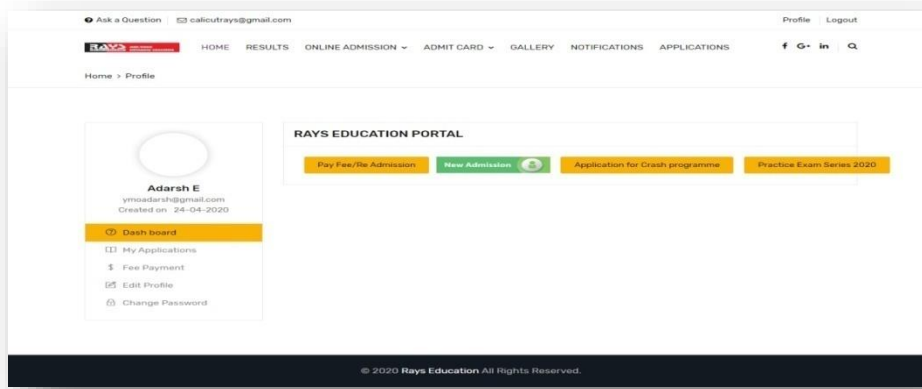 Ask a Question calicutrays@gmail.com Profile Logout
RAYS HOME RESULTS ONLINE ADMISSION ADMIT CARD GALLERY NOTIFICATIONS APPLICATIONS f G+ in
Home > Profile
RAYS EDUCATION PORTAL
Pay Fee/Re Admission New Admission Application for Crash programme Practice Exam Series 2020
Adarsh E
ymoadarsh@gmail.com
Created on 24-04-2020
Dash board
My Applications
$ Fee Payment
Edit Profile
Change Password
© 2020 Rays Education All Rights Reserved.